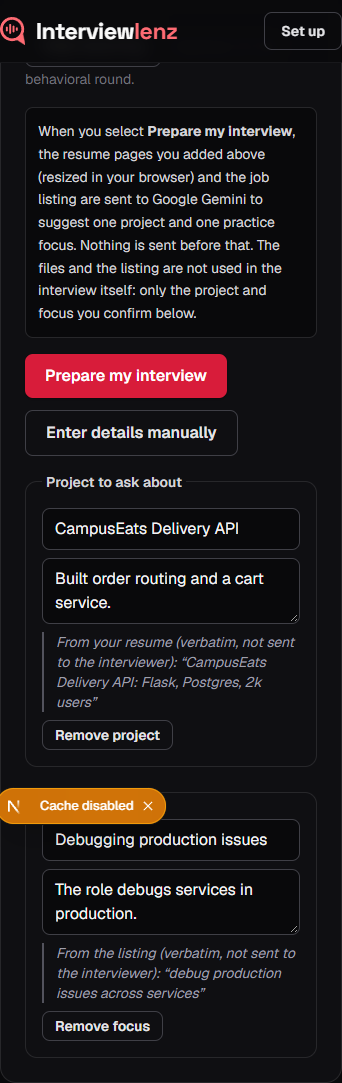 Interviewlenz
Set up
behavioral round.
When you select Prepare my interview,
the resume pages you added above
(resized in your browser) and the job
listing are sent to Google Gemini to
suggest one project and one practice
focus. Nothing is sent before that. The
files and the listing are not used in the
interview itself: only the project and
focus you confirm below.
Prepare my interview
Enter details manually
Project to ask about
CampusEats Delivery API
Built order routing and a cart
service.
From your resume (verbatim, not sent
to the interviewer): “CampusEats
Delivery API: Flask, Postgres, 2k
users”
Remove project
N Cache disabled ×
Debugging production issues
The role debugs services in
production.
From the listing (verbatim, not sent to
the interviewer): “debug production
issues across services”
Remove focus